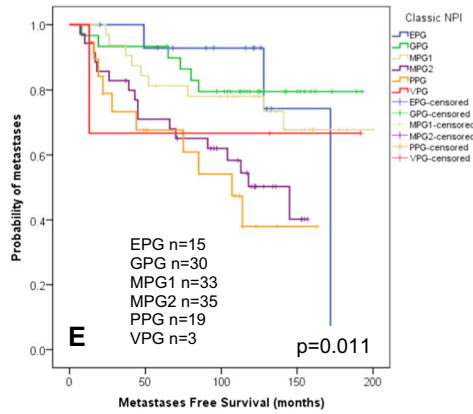 Classic NPI
EPG
GPG
MPG1
MPG2
PPG
VPG
EPG-censored
GPG-censored
MPG1-censored
MPG2-censored
PPG-censored
VPG-censored
Probability of metastases
1.0
0.8
0.6
0.4
0.2
0.0
EPG n=15
GPG n=30
MPG1 n=33
MPG2 n=35
PPG n=19
VPG n=3
E
p=0.011
0
50
100
150
200
Metastases Free Survival (months)